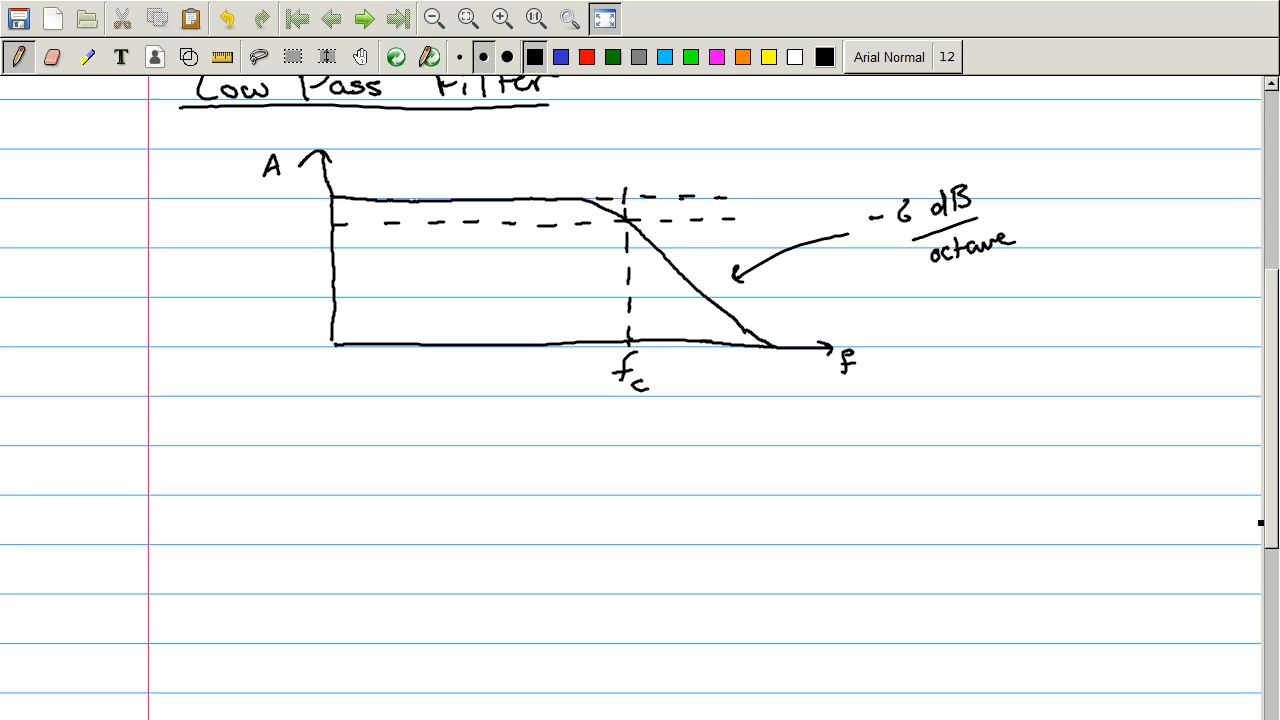 Arial Normal 12
Low Pass Filter
A
- 6 dB
octave
f
fc